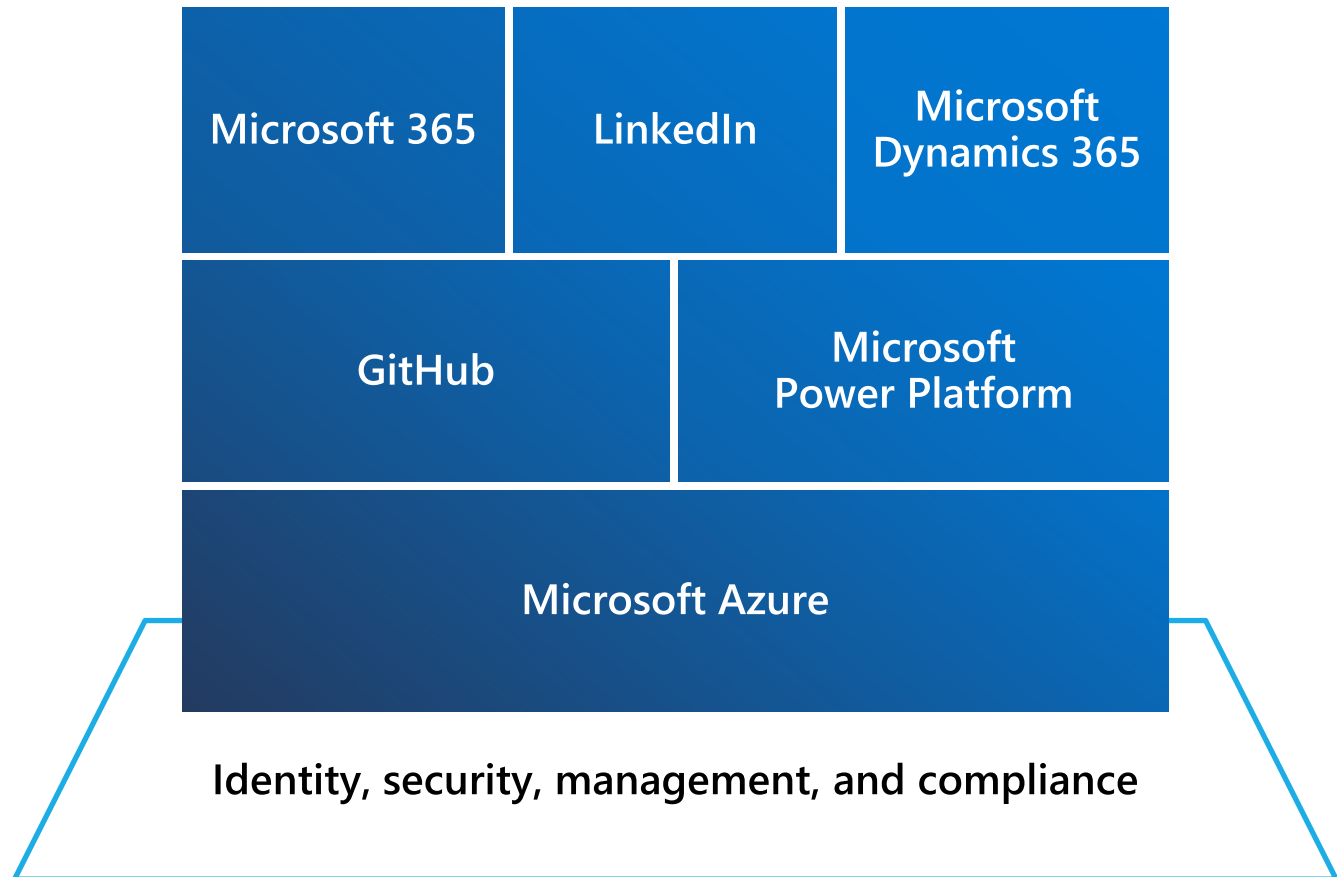 Microsoft 365
LinkedIn
Microsoft
Dynamics 365
GitHub
Microsoft
Power Platform
Microsoft Azure
Identity, security, management, and compliance